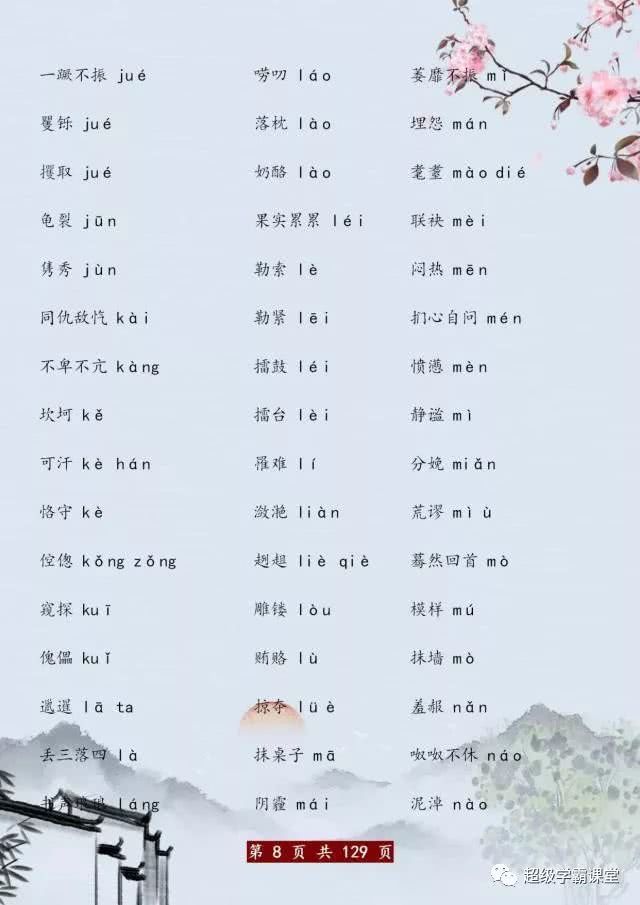 一蹶不振 jué 唠叨 láo 萎靡不振 mǐ
矍铄 jué 落枕 lào 埋怨 mán
攫取 jué 奶酪 lào 耄耋 mào dié
龟裂 jūn 果实累累 léi 联袂 mèi
隽秀 jùn 勒索 lè 闷热 mēn
同仇敌忾 kài 勒紧 lēi 扪心自问 mén
不卑不亢 kàng 擂鼓 léi 愤懑 mèn
坎坷 kě 擂台 lèi 静谧 mì
可汗 kè hán 罹难 lí 分娩 miǎn
恪守 kè 潋滟 liàn 荒谬 mì ù
倥偬 kǒng zǒng 趔趄 liè qiè 蓦然回首 mò
窥探 kuī 雕镂 lòu 模样 mú
傀儡 kuǐ 贿赂 lù 抹墙 mò
邋遢 lā ta 掠夺 lüè 羞赧 nǎn
丢三落四 là 抹桌子 mā 呶呶不休 náo
书声琅琅 láng 阴霾 mái 泥淖 nào
第 8 页 共 129 页
超级学霸课堂